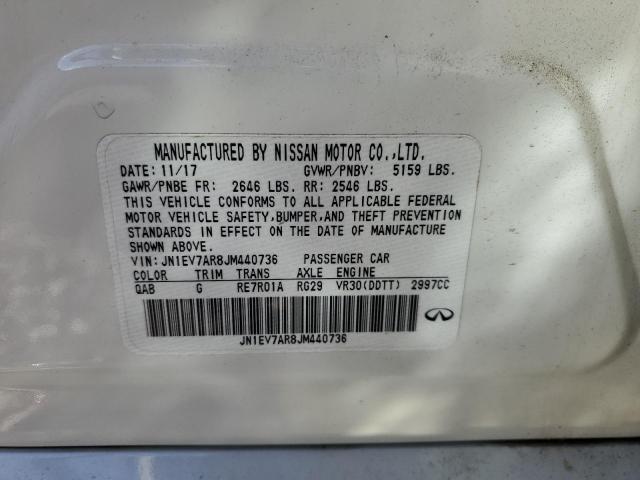 MANUFACTURED BY NISSAN MOTOR CO.,LTD.
DATE: 11/17 GVWR/PNBV: 5159 LBS.
GAWR/PNBE FR: 2646 LBS. RR: 2546 LBS.
THIS VEHICLE CONFORMS TO ALL APPLICABLE FEDERAL
MOTOR VEHICLE SAFETY,BUMPER,AND THEFT PREVENTION
STANDARDS IN EFFECT ON THE DATE OF MANUFACTURE
SHOWN ABOVE.
VIN: JN1EV7AR8JM440736 PASSENGER CAR
COLOR TRIM TRANS AXLE ENGINE
QAB G RE7R01A RG29 VR30(DDTT) 2997CC
JN1EV7AR8JM440736